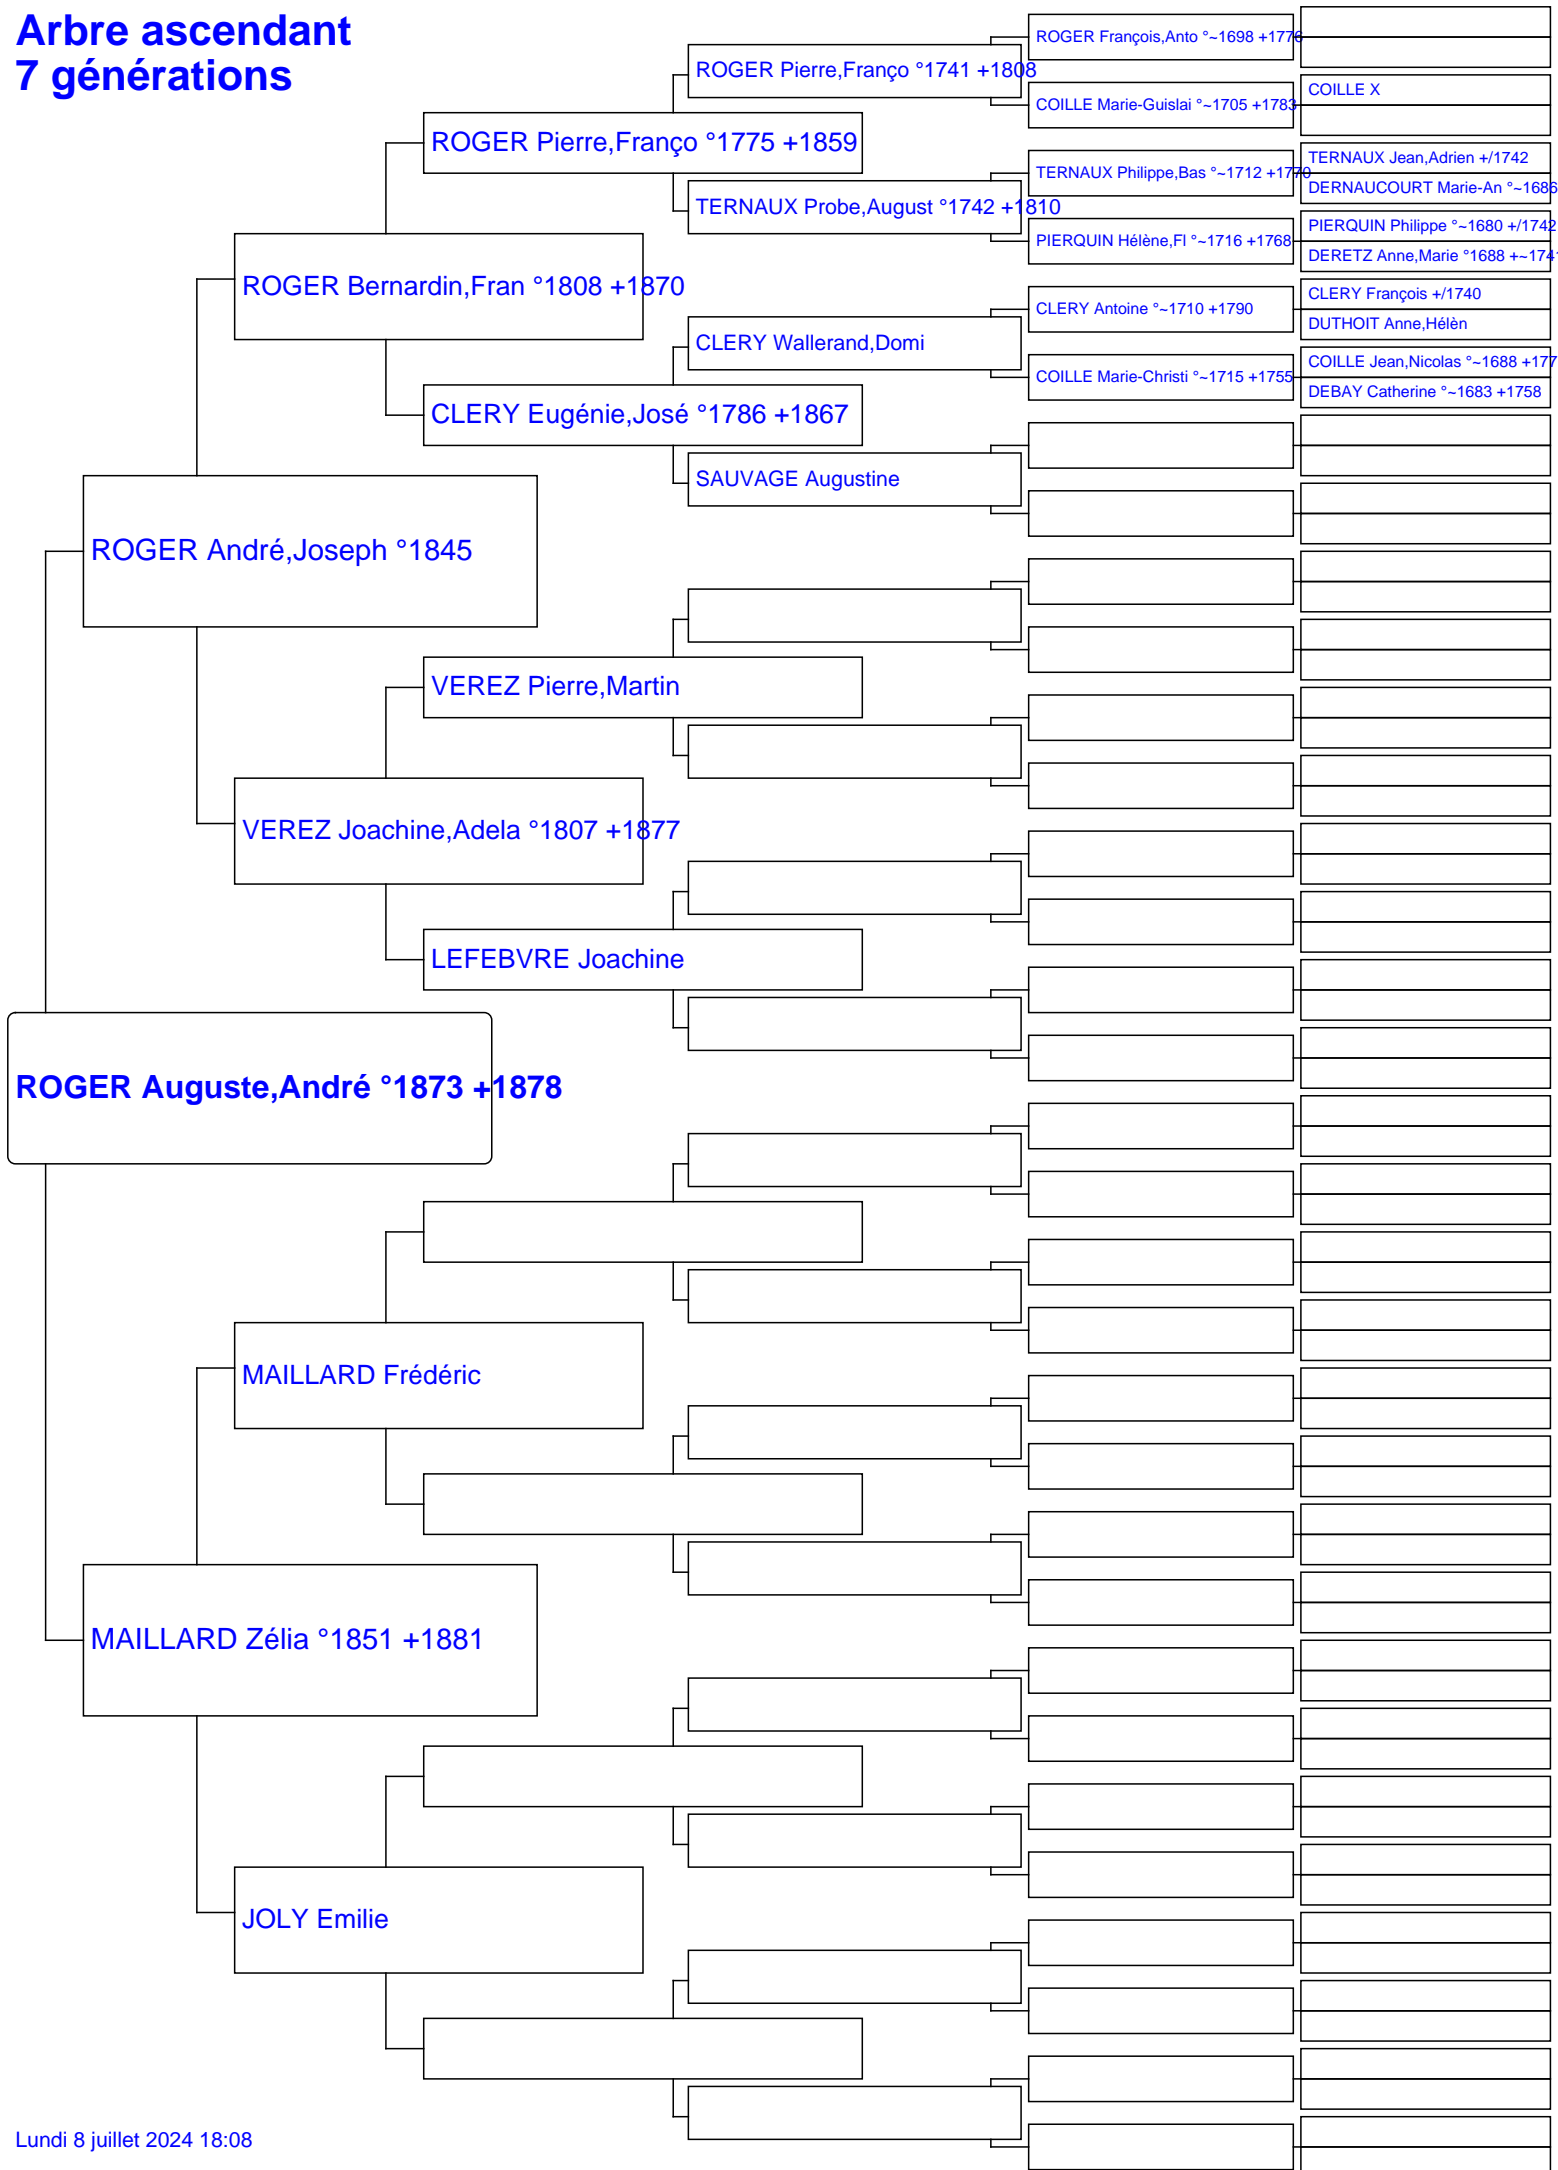 Arbre ascendant
7 générations
ROGER François,Anto °~1698 +1776
ROGER Pierre,Franço °1741 +1808
COILLE X
COILLE Marie-Guislai °~1705 +1783
ROGER Pierre,Franço °1775 +1859
TERNAUX Jean,Adrien +/1742
TERNAUX Philippe,Bas °~1712 +1770
DERNAUCOURT Marie-An °~1686
TERNAUX Probe,August °1742 +1810
PIERQUIN Philippe °~1680 +/1742
PIERQUIN Hélène,Fl °~1716 +1768
DERETZ Anne,Marie °1688 +~1741
ROGER Bernardin,Fran °1808 +1870
CLERY François +/1740
CLERY Antoine °~1710 +1790
DUTHOIT Anne,Hélèn
CLERY Wallerand,Domi
COILLE Jean,Nicolas °~1688 +177
COILLE Marie-Christi °~1715 +1755
DEBAY Catherine °~1683 +1758
CLERY Eugénie,José °1786 +1867
SAUVAGE Augustine
ROGER André,Joseph °1845
VEREZ Pierre,Martin
VEREZ Joachine,Adela °1807 +1877
LEFEBVRE Joachine
ROGER Auguste,André °1873 +1878
MAILLARD Frédéric
MAILLARD Zélia °1851 +1881
JOLY Emilie
Lundi 8 juillet 2024 18:08